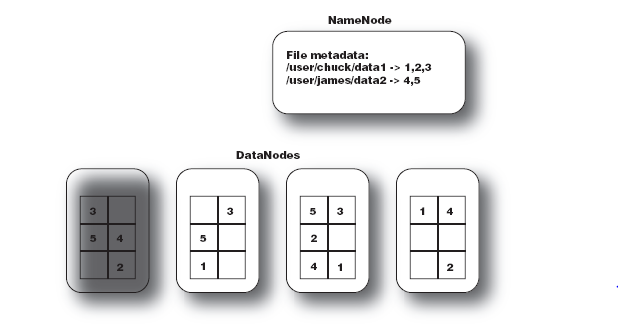 NameNode
File metadata:
/user/chuck/data1 -> 1,2,3
/user/james/data2 -> 4,5
DataNodes
3
5 4
2
3
5
1
5 3
2
4 1
1 4
2